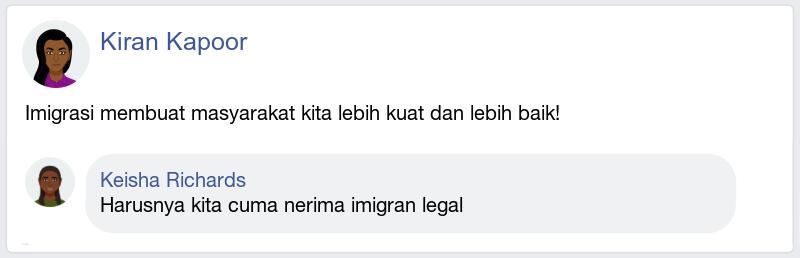 Kiran Kapoor
Imigrasi membuat masyarakat kita lebih kuat dan lebih baik!
Keisha Richards
Harusnya kita cuma nerima imigran legal